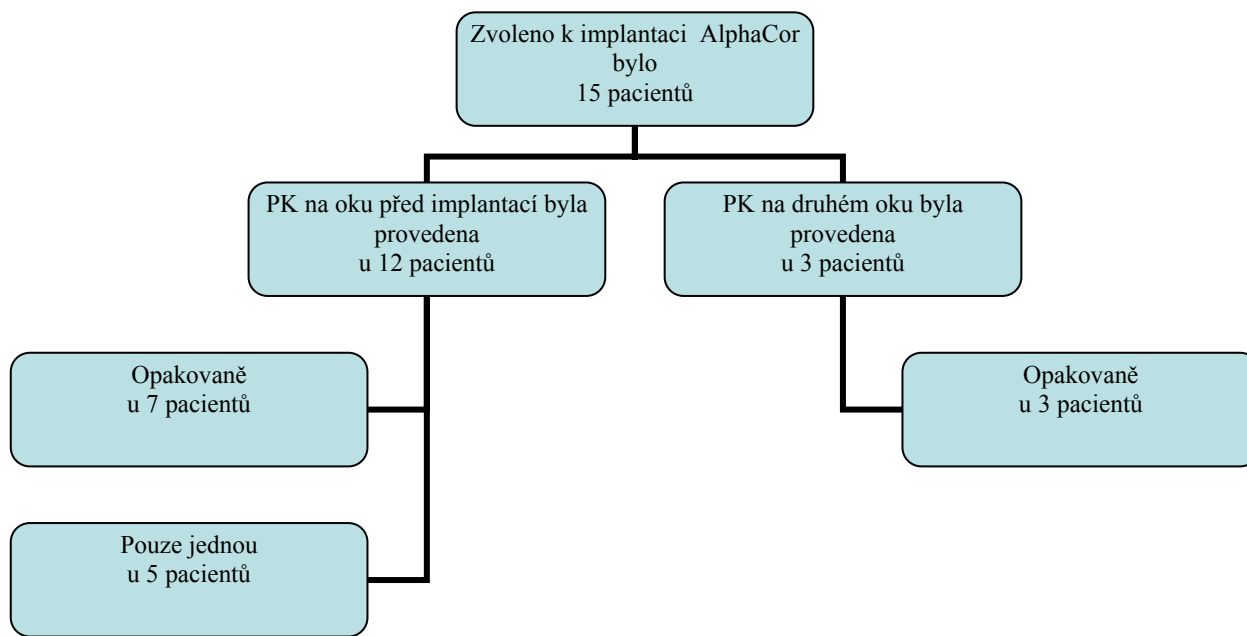 Zvoleno k implantaci AlphaCor
bylo
15 pacientů
PK na oku před implantací byla
provedena
u 12 pacientů
PK na druhém oku byla
provedena
u 3 pacientů
Opakovaně
u 7 pacientů
Opakovaně
u 3 pacientů
Pouze jednou
u 5 pacientů